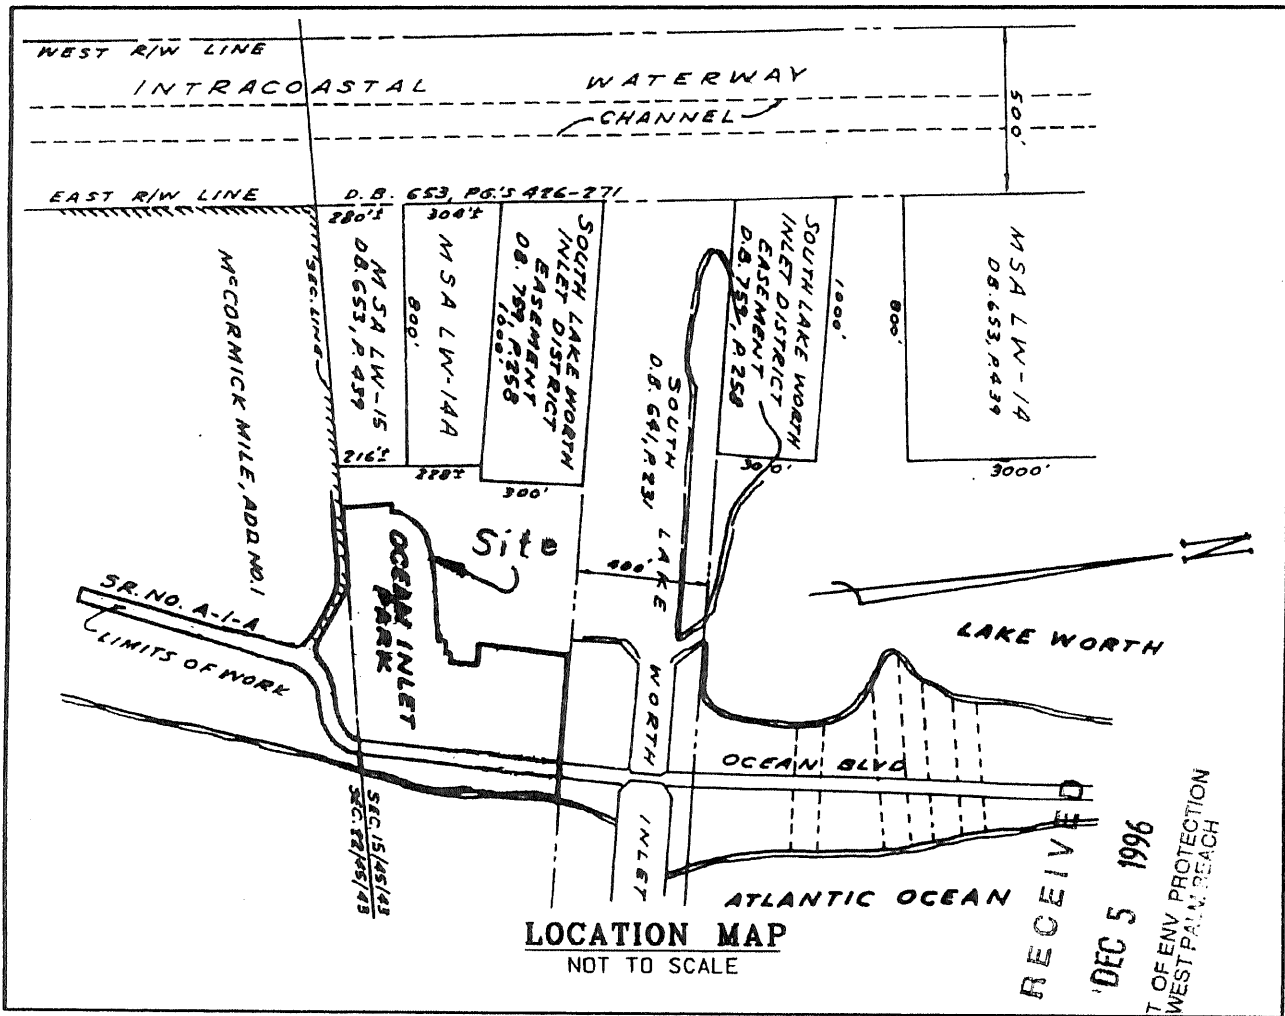 WEST R/W LINE
INTRACOASTAL WATERWAY
CHANNEL
500'
EAST R/W LINE
D.B. 653, PG.'S 426-271
280'±
304'±
McCORMICK MILE, ADD NO. 1
SEC. LINE
MSA LW-15
D.B. 653, P. 439
800'
MSA LW-14A
SOUTH LAKE WORTH
INLET DISTRICT
EASEMENT
DB. 759, P. 258
1000'
SOUTH LAKE WORTH
INLET DISTRICT
EASEMENT
D.B. 759, P. 258
1000'
800'
MSA LW-14
DB. 653, P. 439
216'±
228'±
300'
300'
3000'
SOUTH LAKE WORTH INLET
D.B. 641, P. 231
400'
Site
OCEAN INLET
PARK
N
LAKE WORTH
SR. NO. A-1-A
LIMITS OF WORK
OCEAN BLVD
SEC. 15/45/43
SEC. 22/45/43
ATLANTIC OCEAN
LOCATION MAP
NOT TO SCALE
RECEIVED
DEC 5 1996
T OF ENV PROTECTION
WEST PALM BEACH